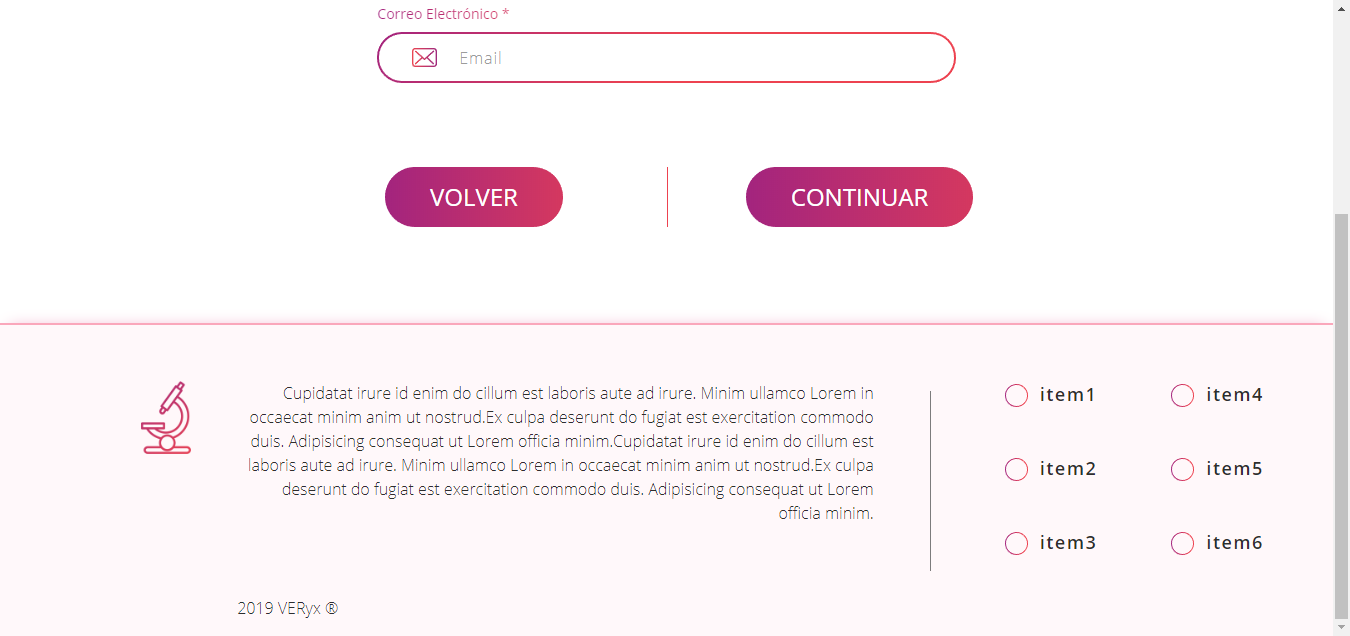 Correo Electrónico *
Email
VOLVER
CONTINUAR
Cupidatat irure id enim do cillum est laboris aute ad irure. Minim ullamco Lorem in
occaecat minim anim ut nostrud.Ex culpa deserunt do fugiat est exercitation commodo
duis. Adipisicing consequat ut Lorem officia minim.Cupidatat irure id enim do cillum est
laboris aute ad irure. Minim ullamco Lorem in occaecat minim anim ut nostrud.Ex culpa
deserunt do fugiat est exercitation commodo duis. Adipisicing consequat ut Lorem
officia minim.
item1
item4
item2
item5
item3
item6
2019 VERyx ®